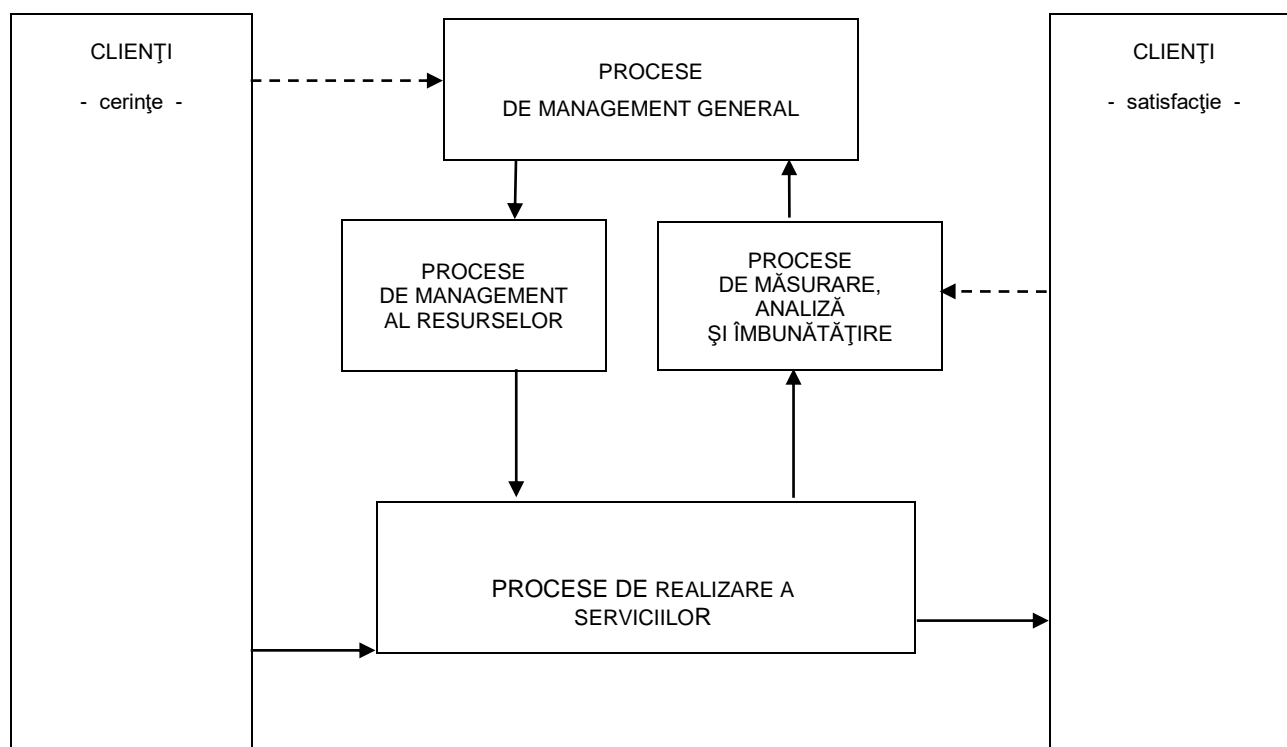 CLIENŢI
- cerinţe -
PROCESE
DE MANAGEMENT GENERAL
CLIENŢI
- satisfacţie -
PROCESE
DE MANAGEMENT
AL RESURSELOR
PROCESE
DE MĂSURARE,
ANALIZĂ
ŞI ÎMBUNĂTĂŢIRE
PROCESE DE REALIZARE A
SERVICIILOR